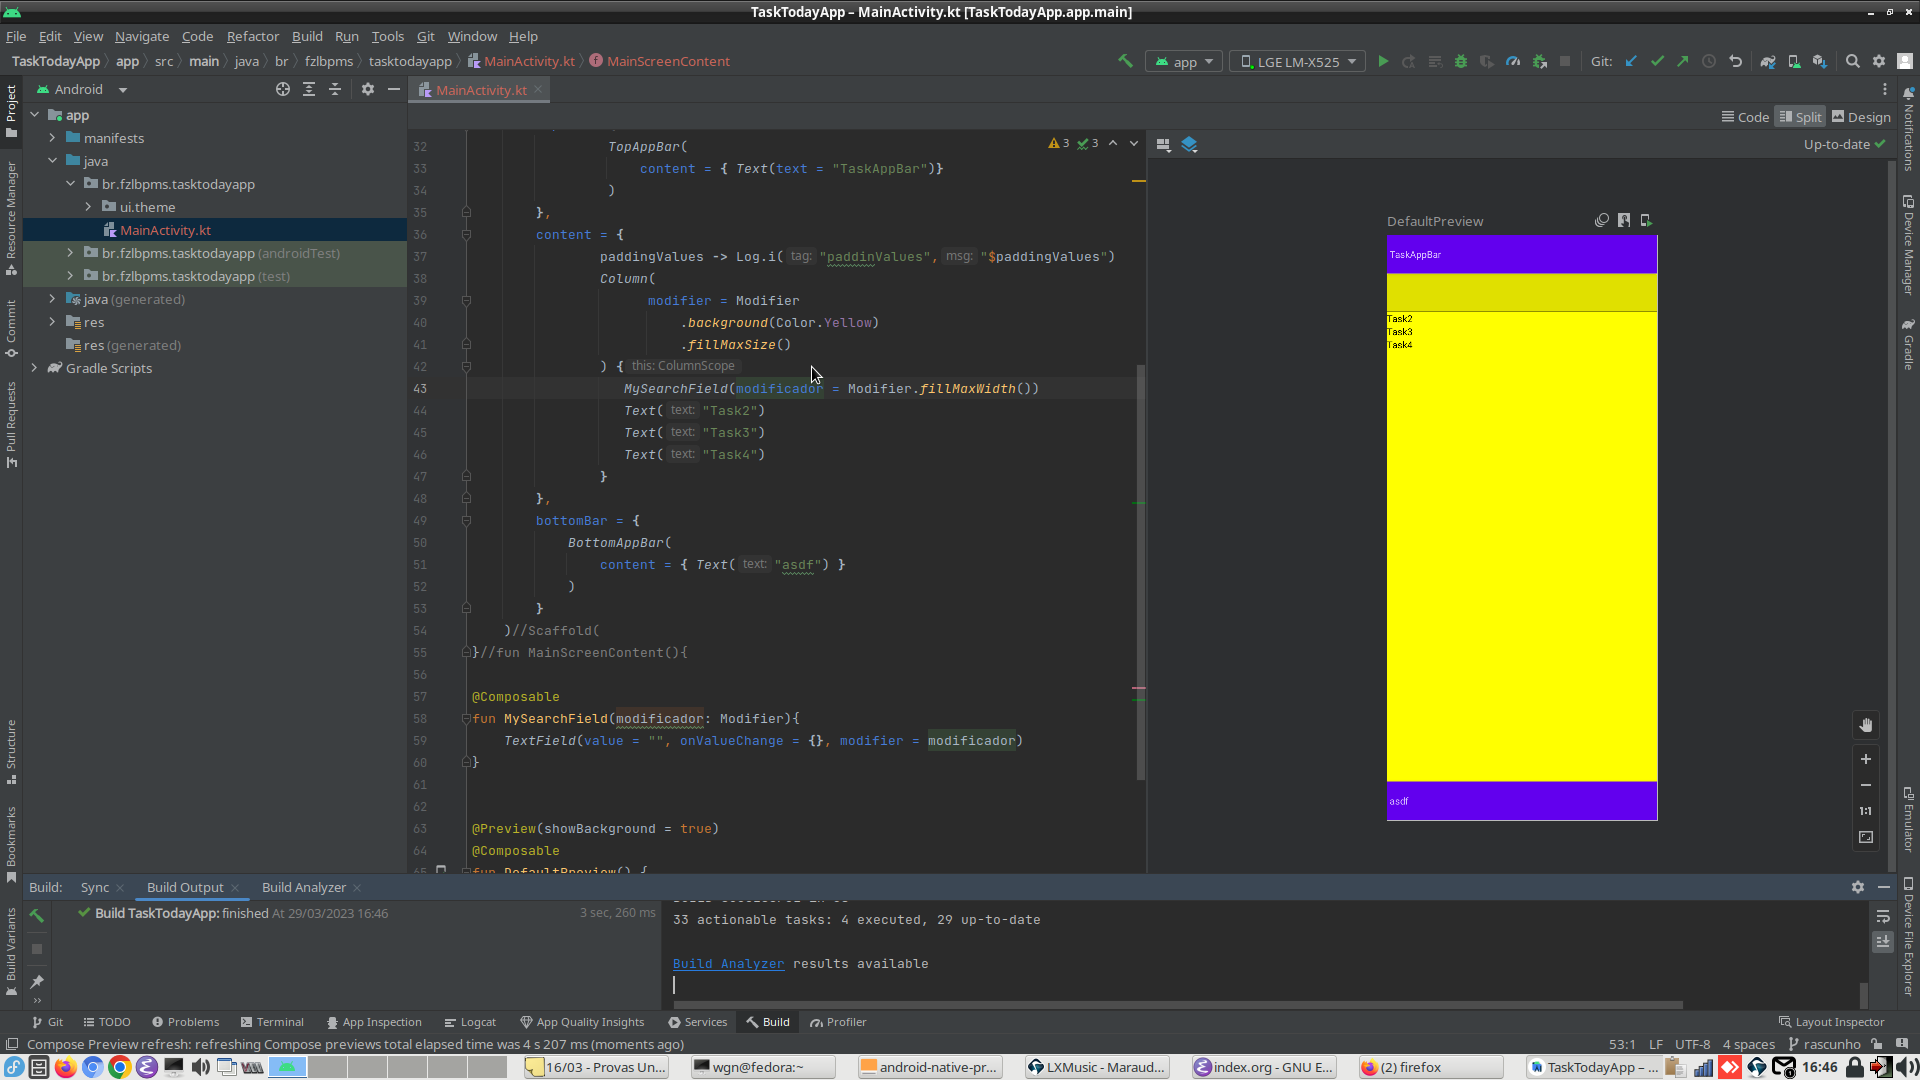 TaskTodayApp – MainActivity.kt [TaskTodayApp.app.main]
File Edit View Navigate Code Refactor Build Run Tools Git Window Help
TaskTodayApp app src main java br fzlbpms tasktodayapp MainActivity.kt MainScreenContent
app LGE LM-X525 Git:
Android
MainActivity.kt
Code Split Design
Project
Resource Manager
Commit
Pull Requests
Structure
Bookmarks
Build Variants
app
manifests
java
br.fzlbpms.tasktodayapp
ui.theme
MainActivity.kt
br.fzlbpms.tasktodayapp (androidTest)
br.fzlbpms.tasktodayapp (test)
java (generated)
res
res (generated)
Gradle Scripts
3 3
32 TopAppBar(
33 content = { Text(text = "TaskAppBar")}
34 )
35 },
36 content = {
37 paddingValues -> Log.i( tag: "paddinValues", msg: "$paddingValues")
38 Column(
39 modifier = Modifier
40 .background(Color.Yellow)
41 .fillMaxSize()
42 ) { this: ColumnScope
43 MySearchField(modificador = Modifier.fillMaxWidth())
44 Text( text: "Task2")
45 Text( text: "Task3")
46 Text( text: "Task4")
47 }
48 },
49 bottomBar = {
50 BottomAppBar(
51 content = { Text( text: "asdf") }
52 )
53 }
54 )//Scaffold(
55 }//fun MainScreenContent(){
56
57 @Composable
58 fun MySearchField(modificador: Modifier){
59 TextField(value = "", onValueChange = {}, modifier = modificador)
60 }
61
62
63 @Preview(showBackground = true)
64 @Composable
65 fun DefaultPreview() {
Up-to-date
DefaultPreview
TaskAppBar
Task2
Task3
Task4
asdf
1:1
Notifications
Device Manager
Gradle
Emulator
Device File Explorer
Build: Sync Build Output Build Analyzer
Build TaskTodayApp: finished At 29/03/2023 16:46 3 sec, 260 ms
33 actionable tasks: 4 executed, 29 up-to-date
Build Analyzer results available
Git TODO Problems Terminal App Inspection Logcat App Quality Insights Services Build Profiler Layout Inspector
Compose Preview refresh: refreshing Compose previews total elapsed time was 4 s 207 ms (moments ago) 53:1 LF UTF-8 4 spaces rascunho
16/03 - Provas Un... wgn@fedora:~ android-native-pr... LXMusic - Maraud... index.org - GNU E... (2) firefox TaskTodayApp – ... 16:46